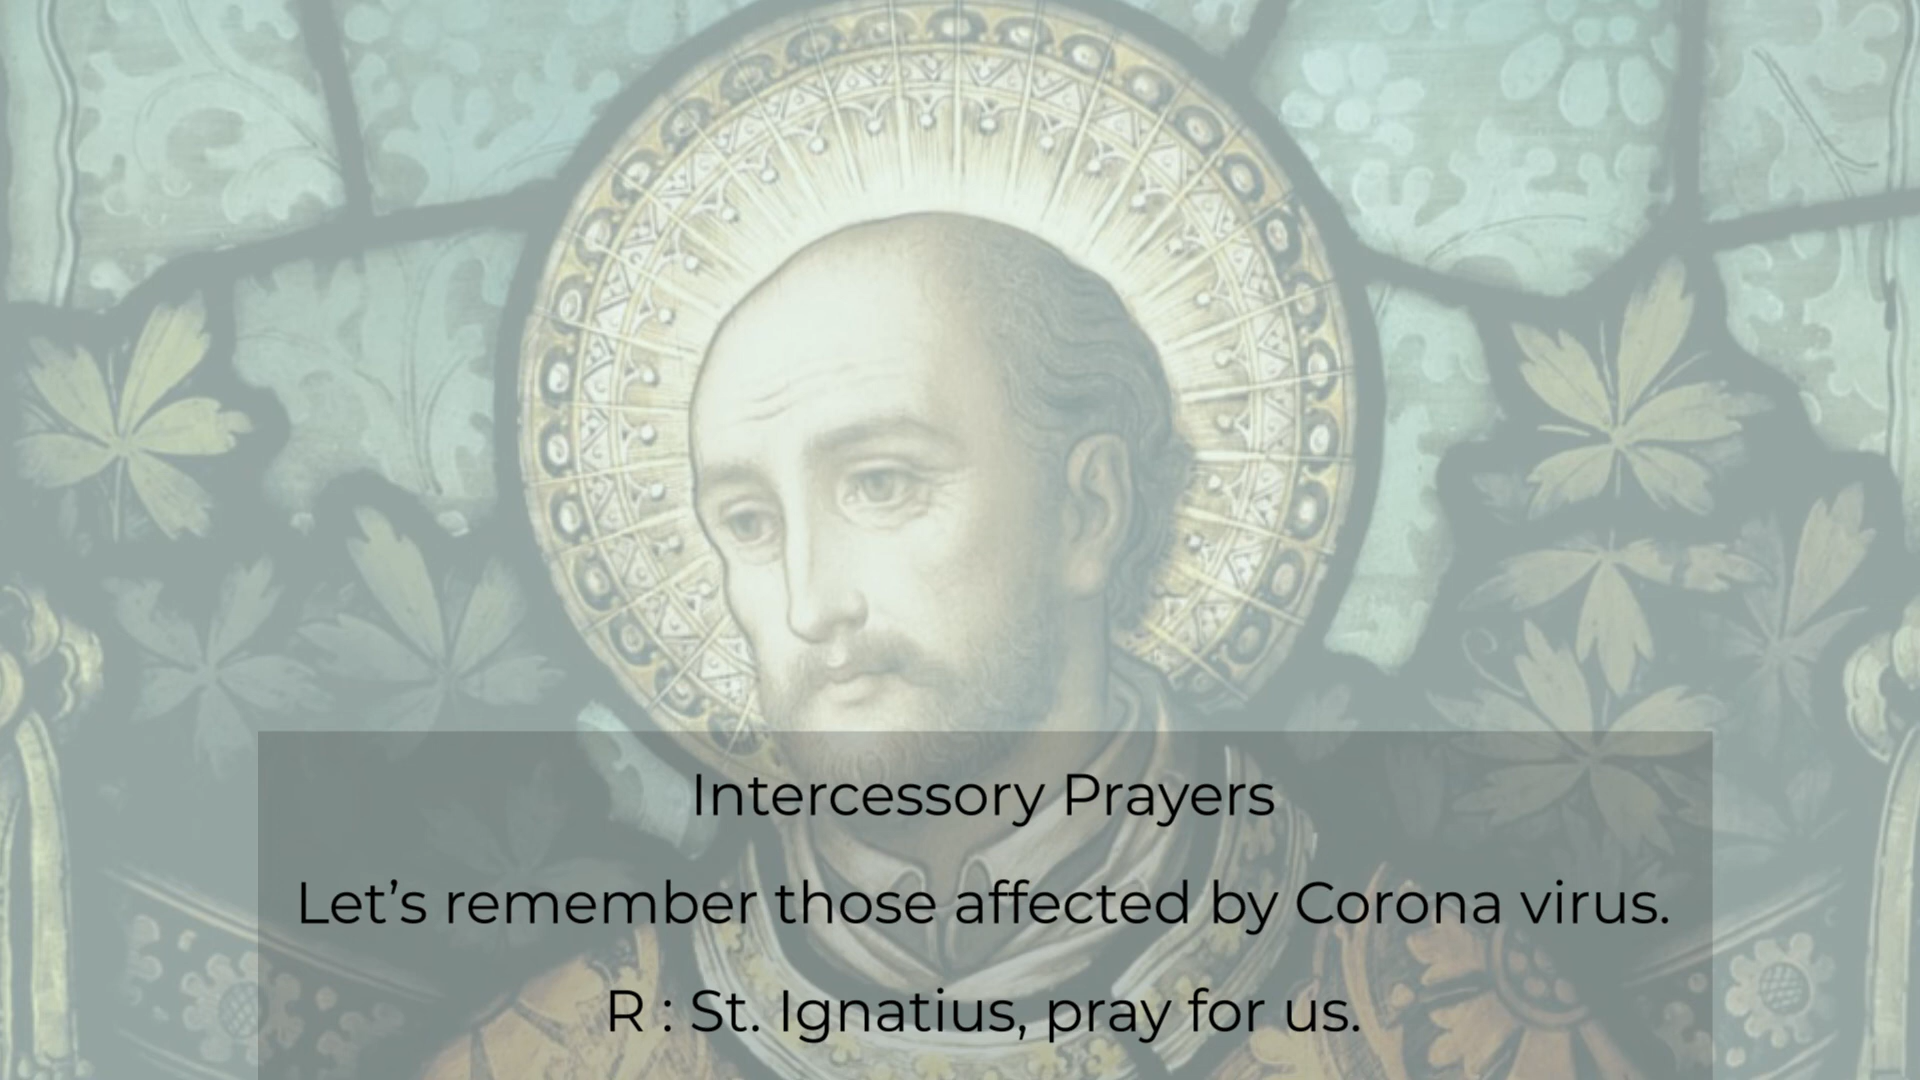 Intercessory Prayers
Let’s remember those affected by Corona virus.
R : St. Ignatius, pray for us.